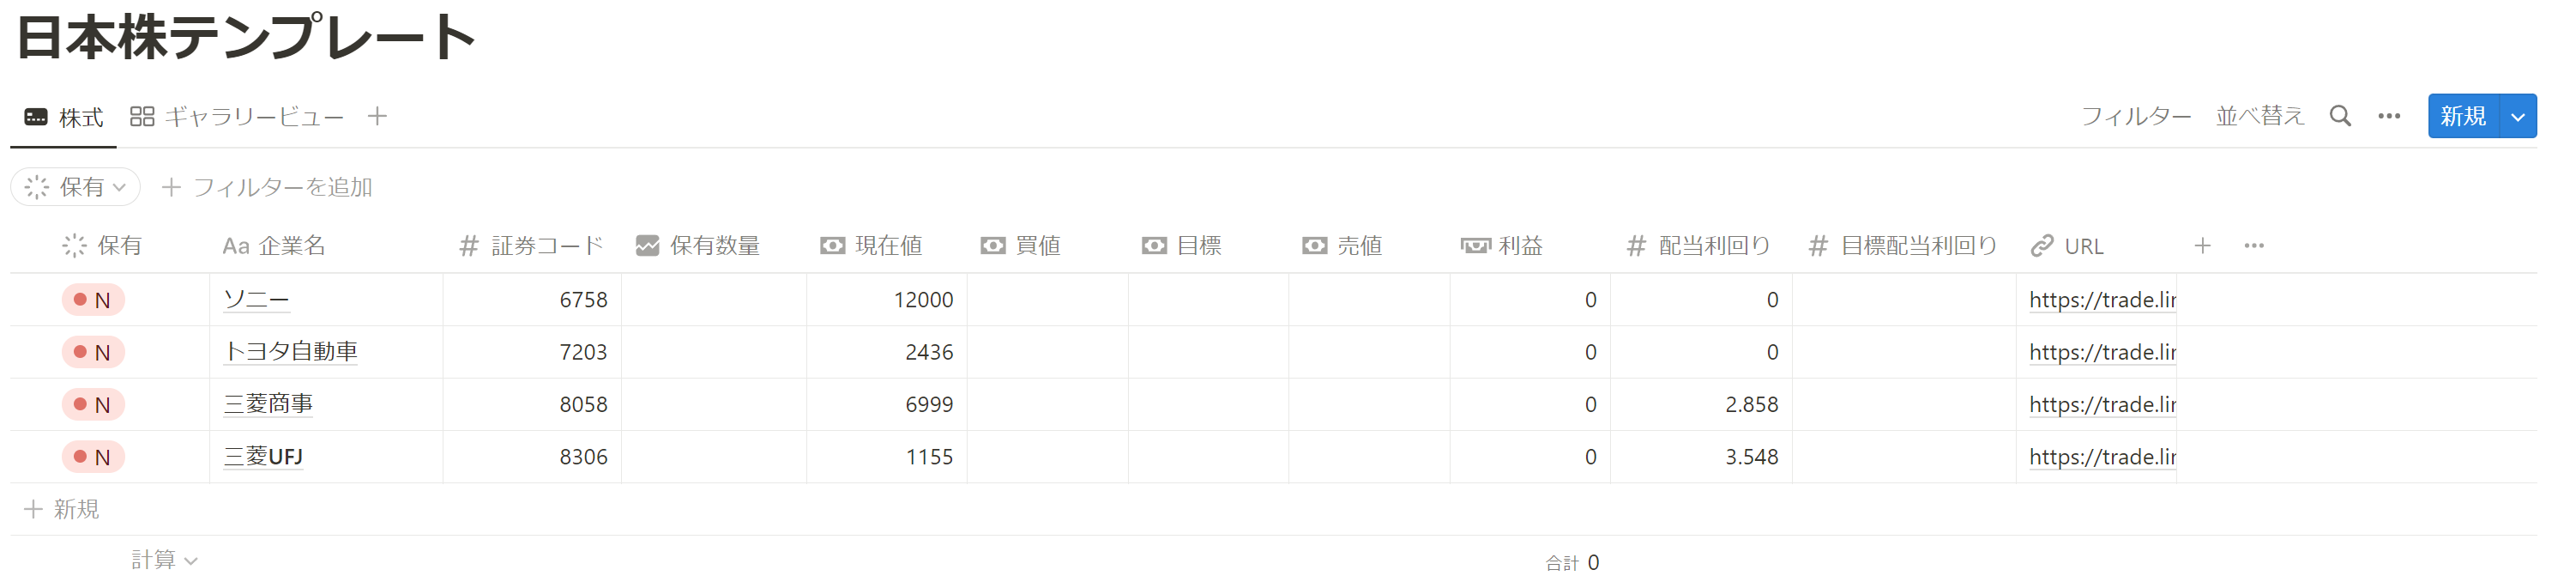 日本株テンプレート
株式 ギャラリービュー フィルター 並べ替え 新規
保有 フィルターを追加
保有 Aa 企業名 # 証券コード 保有数量 現在値 買値 目標 売値 利益 # 配当利回り # 目標配当利回り URL
N ソニー 6758 12000 0 0 https://trade.lir
N トヨタ自動車 7203 2436 0 0 https://trade.lir
N 三菱商事 8058 6999 0 2.858 https://trade.lir
N 三菱UFJ 8306 1155 0 3.548 https://trade.lir
新規
計算 合計 0